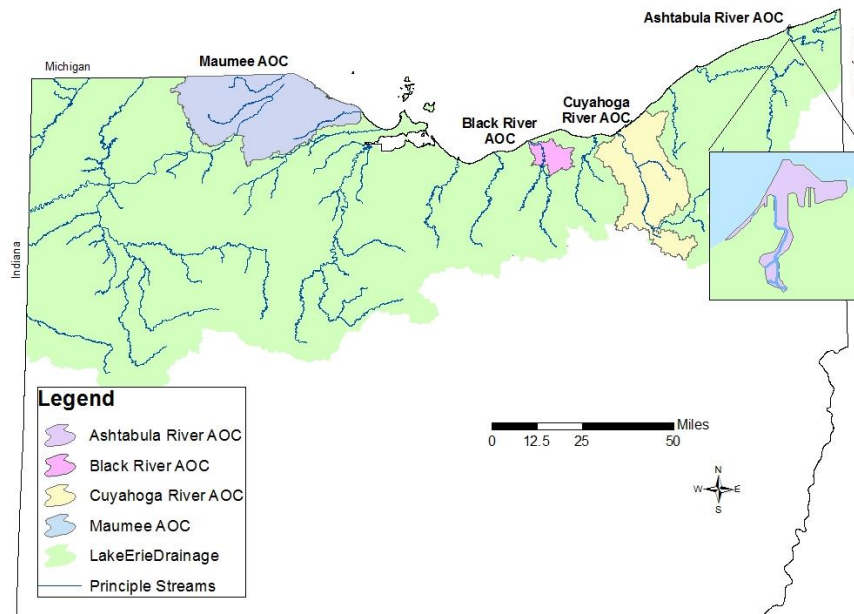 Ashtabula River AOC
Michigan
Maumee AOC
Cuyahoga
River AOC
Black River
AOC
Indiana
Legend
Ashtabula River AOC
Black River AOC
Cuyahoga River AOC
Maumee AOC
LakeErieDrainage
Principle Streams
Miles
0 12.5 25 50
N
W E
S